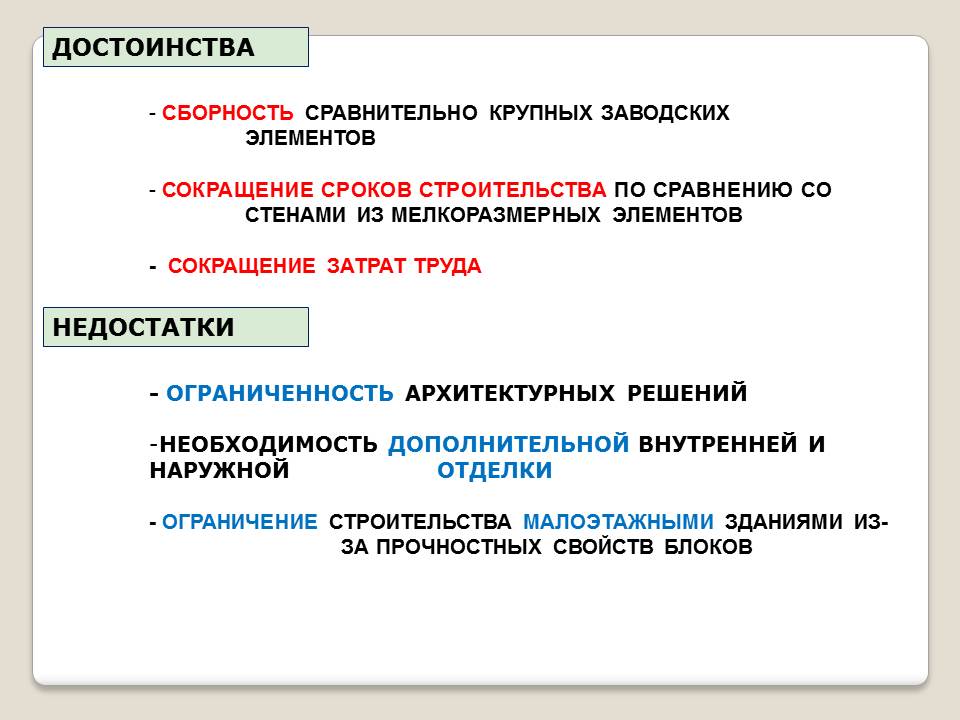 ДОСТОИНСТВА
- СБОРНОСТЬ СРАВНИТЕЛЬНО КРУПНЫХ ЗАВОДСКИХ
ЭЛЕМЕНТОВ
- СОКРАЩЕНИЕ СРОКОВ СТРОИТЕЛЬСТВА ПО СРАВНЕНИЮ СО
СТЕНАМИ ИЗ МЕЛКОРАЗМЕРНЫХ ЭЛЕМЕНТОВ
- СОКРАЩЕНИЕ ЗАТРАТ ТРУДА
НЕДОСТАТКИ
- ОГРАНИЧЕННОСТЬ АРХИТЕКТУРНЫХ РЕШЕНИЙ
-НЕОБХОДИМОСТЬ ДОПОЛНИТЕЛЬНОЙ ВНУТРЕННЕЙ И
НАРУЖНОЙ ОТДЕЛКИ
- ОГРАНИЧЕНИЕ СТРОИТЕЛЬСТВА МАЛОЭТАЖНЫМИ ЗДАНИЯМИ ИЗ-
ЗА ПРОЧНОСТНЫХ СВОЙСТВ БЛОКОВ